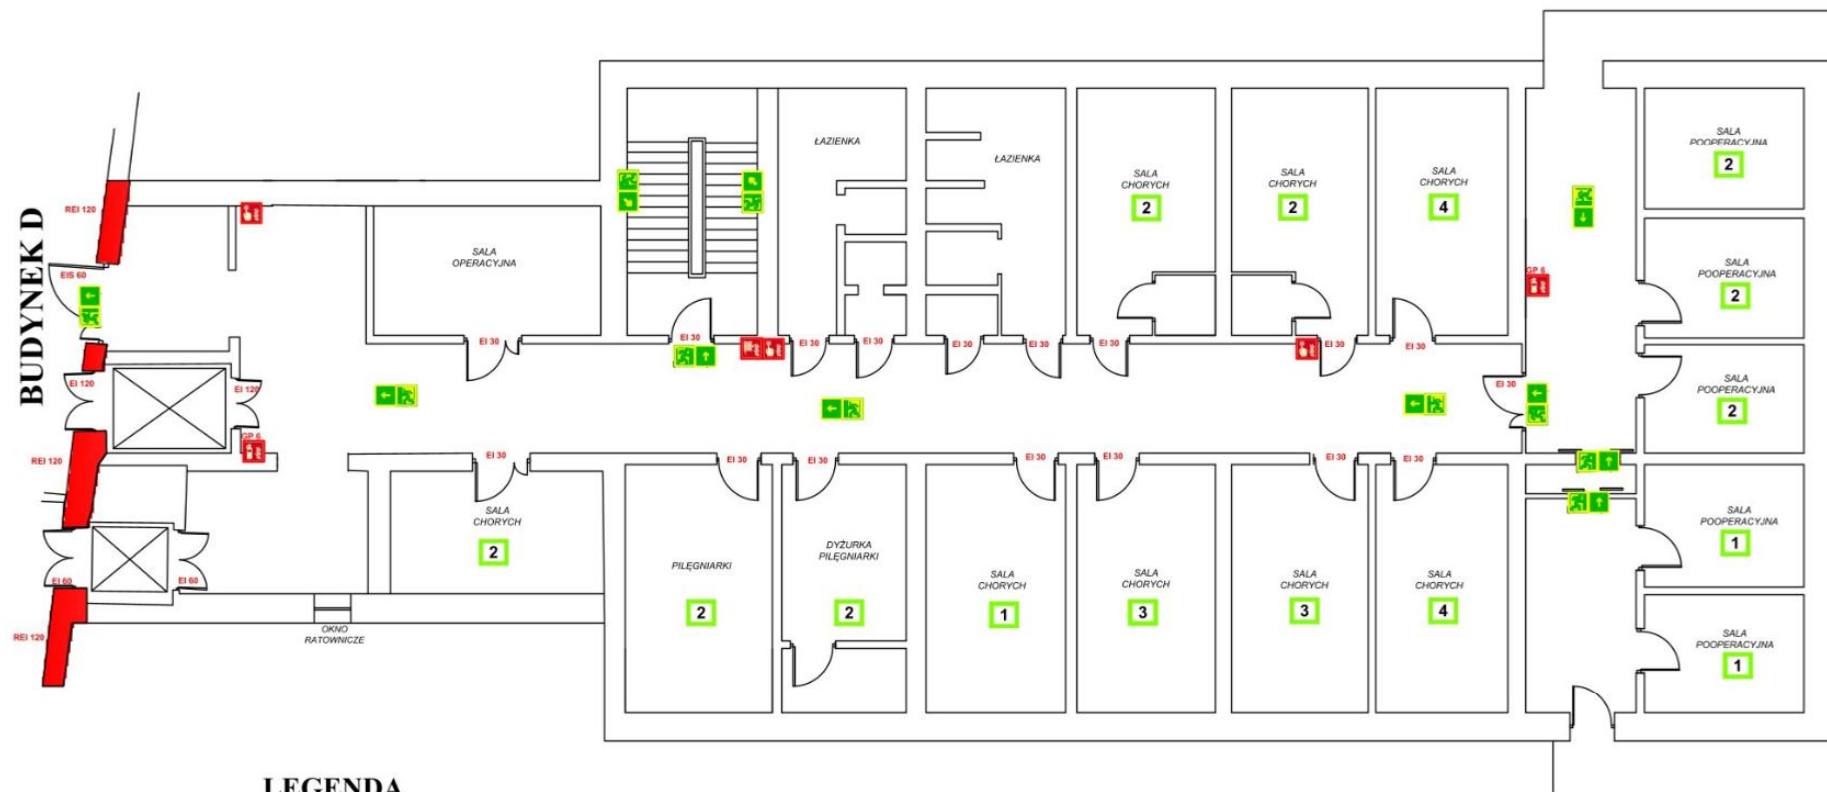 BUDYNEK D
REI 120
EIS 60
EI 120
EI 120
GP 6
REI 120
EI 60
EI 60
REI 120
SALA
OPERACYJNA
EI 30
EI 30
ŁAZIENKA
EI 30
EI 30
ŁAZIENKA
EI 30
EI 30
SALA
CHORYCH
2
EI 30
SALA
CHORYCH
2
EI 30
SALA
CHORYCH
4
EI 30
GP 6
EI 30
SALA
POOPERACYJNA
2
SALA
POOPERACYJNA
2
SALA
POOPERACYJNA
2
SALA
POOPERACYJNA
1
SALA
POOPERACYJNA
1
EI 30
SALA
CHORYCH
2
EI 30
PILĘGNIARKI
2
EI 30
DYŻURKA
PILĘGNIARKI
2
EI 30
SALA
CHORYCH
1
EI 30
SALA
CHORYCH
3
EI 30
SALA
CHORYCH
3
EI 30
SALA
CHORYCH
4
OKNO
RATOWNICZE
LEGENDA